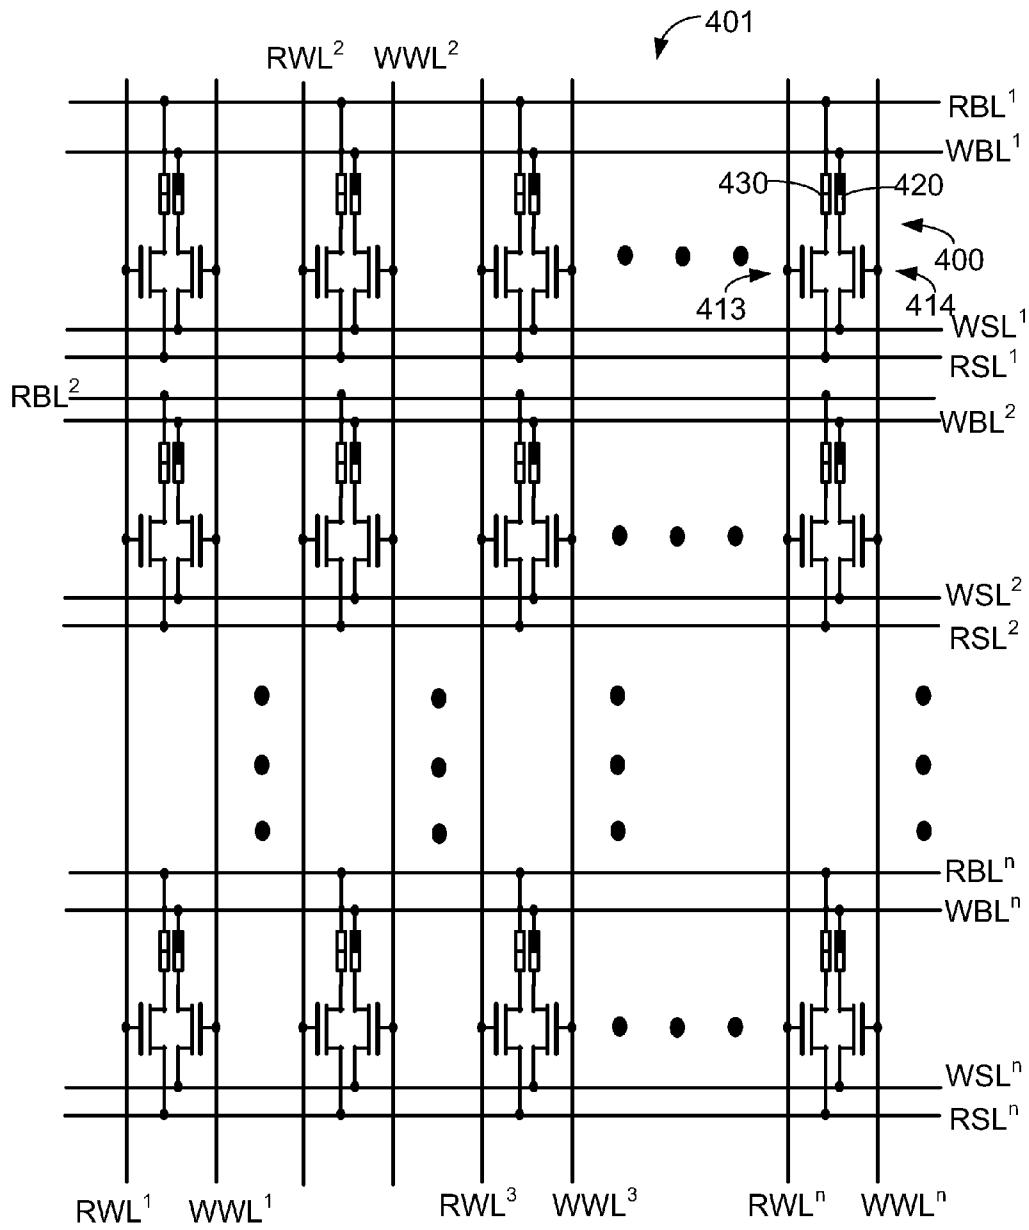 401
RWL² WWL²
RBL¹
WBL¹
430 420
400
413 414
WSL¹
RSL¹
RBL²
WBL²
WSL²
RSL²
RBLⁿ
WBLⁿ
WSLⁿ
RSLⁿ
RWL¹ WWL¹ RWL³ WWL³ RWLⁿ WWLⁿ